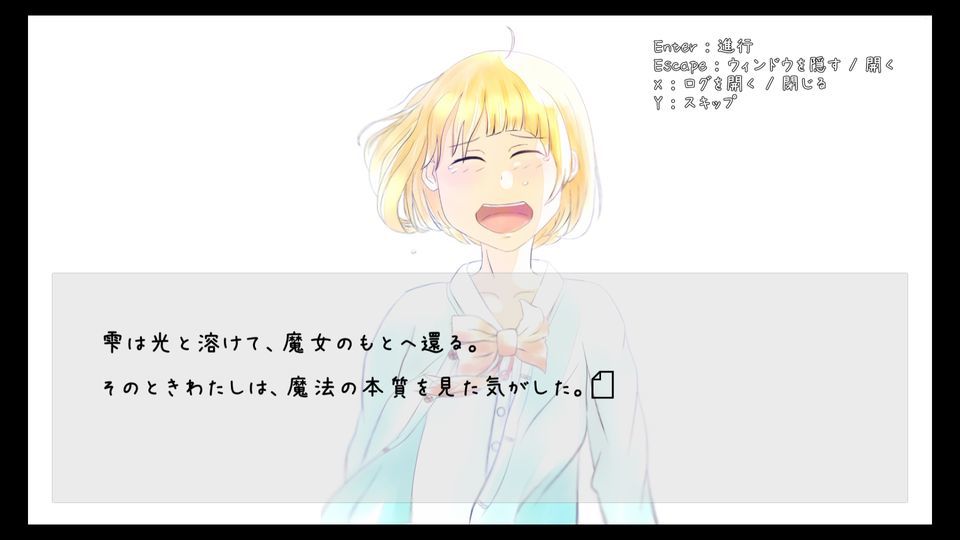 Enter : 進行
Escape : ウィンドウを隠す / 開く
x : ログを開く / 閉じる
Y : スキップ
雫は光と溶けて、魔女のもとへ還る。
そのときわたしは、魔法の本質を見た気がした。